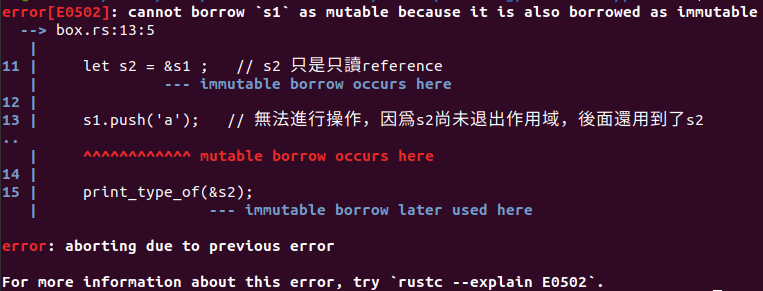 error[E0502]: cannot borrow `s1` as mutable because it is also borrowed as immutable
  --> box.rs:13:5
   |
11 |     let s2 = &s1 ;   // s2 只是只讀reference
   |              --- immutable borrow occurs here
12 |
13 |     s1.push('a');   // 無法進行操作，因爲s2尚未退出作用域，後面還用到了s2
..
   |     ^^^^^^^^^^^^ mutable borrow occurs here
14 |
15 |     print_type_of(&s2);
   |                   --- immutable borrow later used here
error: aborting due to previous error
For more information about this error, try `rustc --explain E0502`.